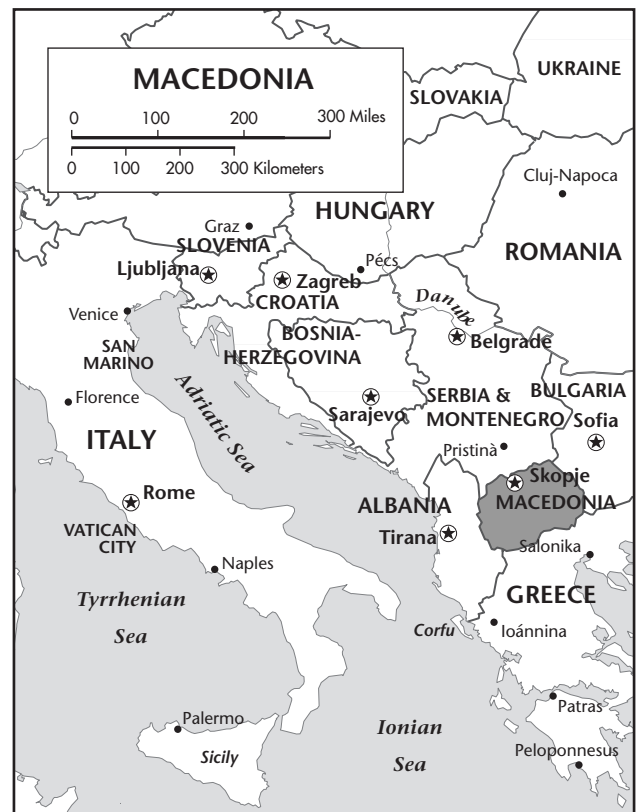 MACEDONIA
0 100 200 300 Miles
0 100 200 300 Kilometers
UKRAINE
SLOVAKIA
Cluj-Napoca
HUNGARY
Graz
SLOVENIA
ROMANIA
Ljubljana
Pécs
Zagreb
CROATIA
Danube
Venice
BOSNIA-
HERZEGOVINA
Belgrade
SAN
MARINO
Adriatic Sea
Florence
SERBIA &
MONTENEGRO
BULGARIA
Sarajevo
Sofia
ITALY
Pristinà
Skopje
MACEDONIA
Rome
ALBANIA
VATICAN
CITY
Tirana
Salonika
Naples
GREECE
Tyrrhenian
Sea
Corfu
Ioánnina
Patras
Palermo
Sicily
Ionian
Sea
Peloponnesus